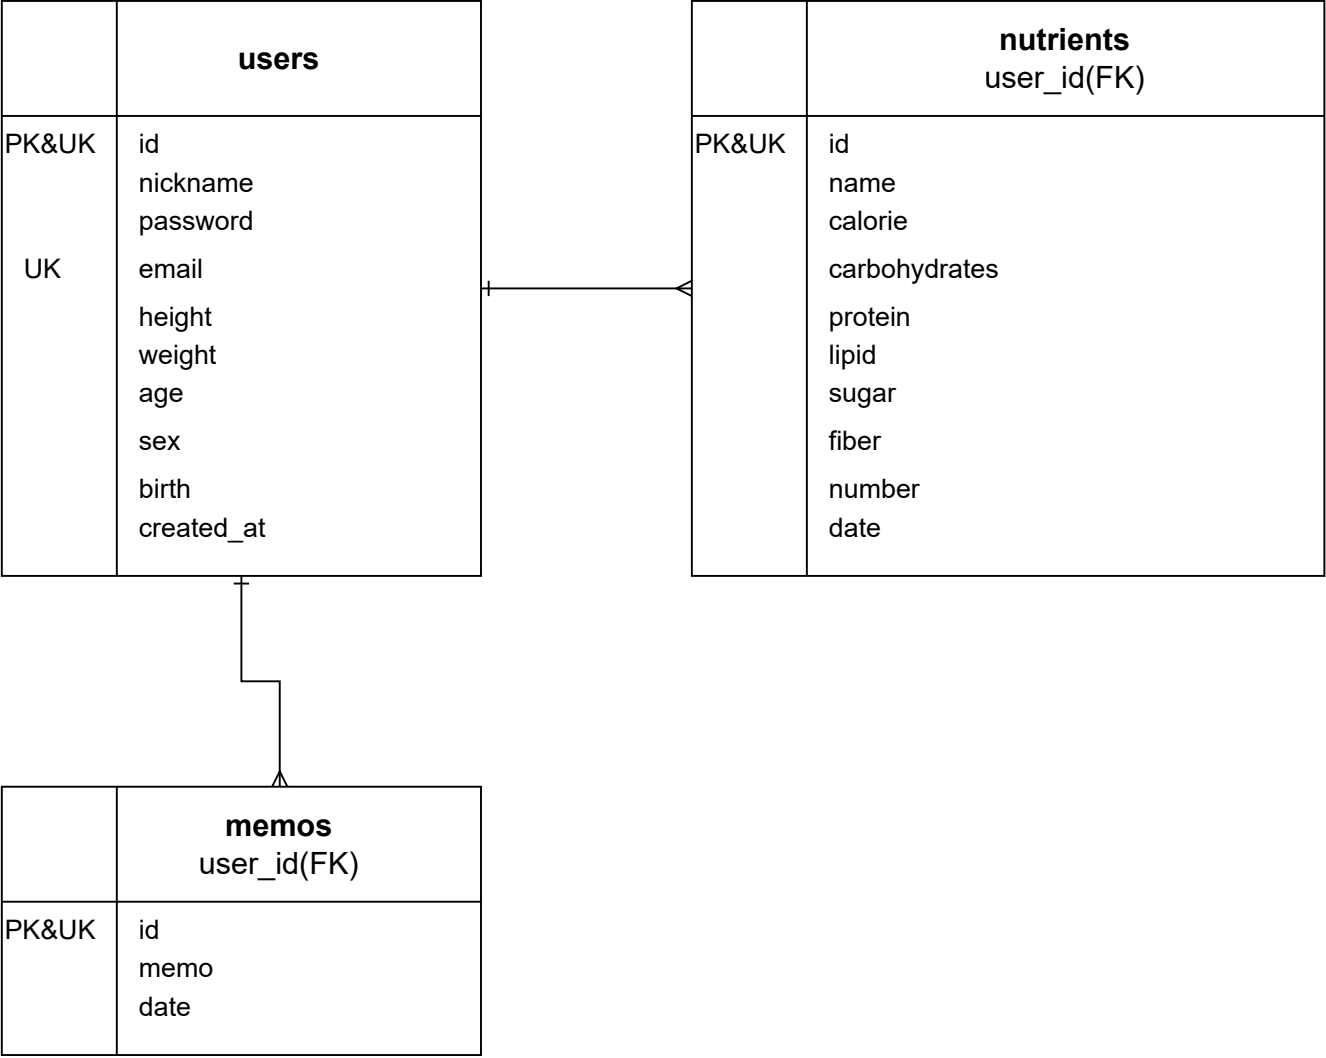 users
PK&UK id
nickname
password
UK email
height
weight
age
sex
birth
created_at
nutrients
user_id(FK)
PK&UK id
name
calorie
carbohydrates
protein
lipid
sugar
fiber
number
date
memos
user_id(FK)
PK&UK id
memo
date